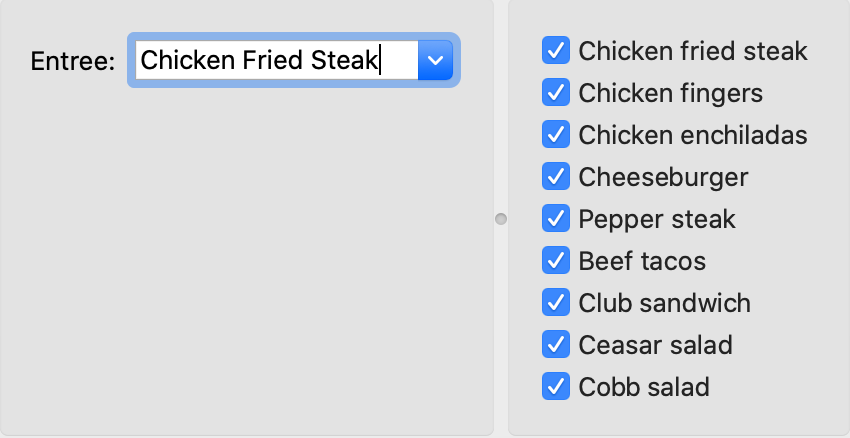 Entree: Chicken Fried Steak
Chicken fried steak
Chicken fingers
Chicken enchiladas
Cheeseburger
Pepper steak
Beef tacos
Club sandwich
Ceasar salad
Cobb salad